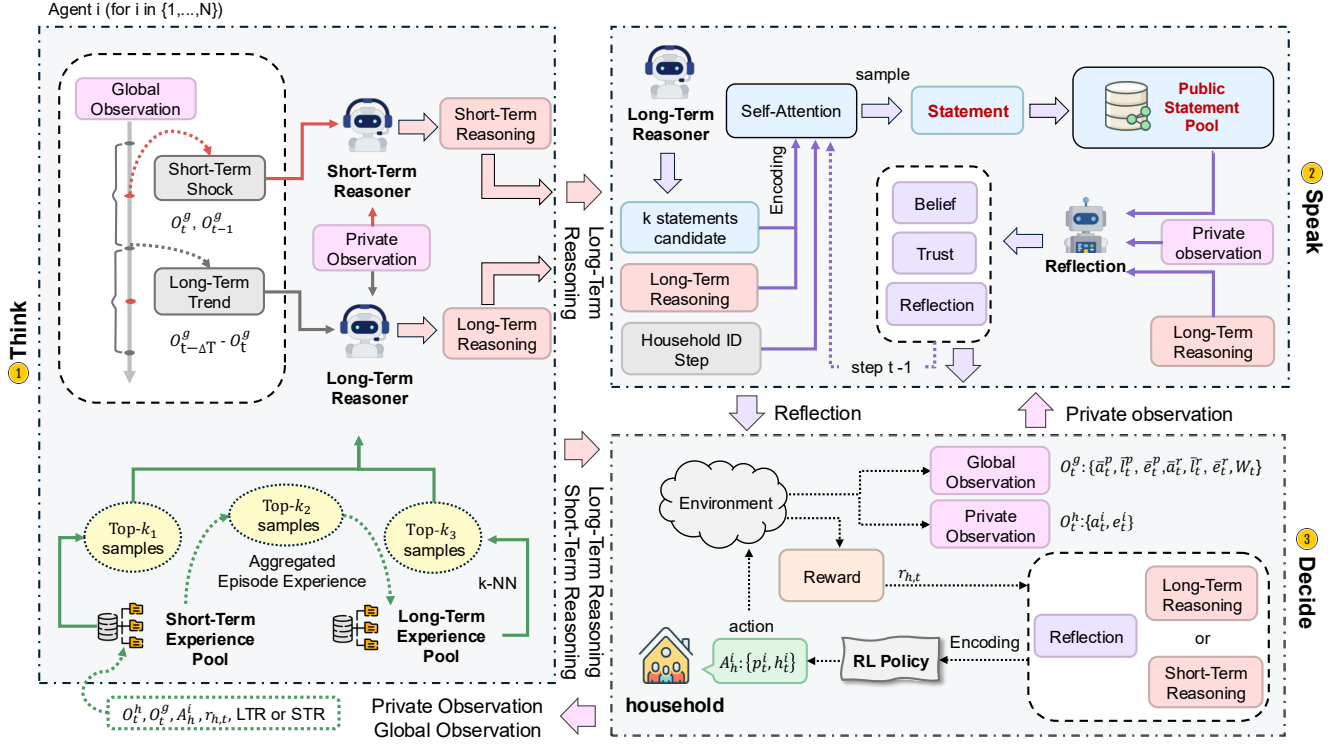 Agent i (for i in {1,...,N})
Global
Observation
Short-Term
Shock
O_t^g, O_{t-1}^g
Long-Term
Trend
O_{t-ΔT}^g - O_t^g
Short-Term
Reasoner
Private
Observation
Long-Term
Reasoner
Short-Term
Reasoning
Long-Term
Reasoning
1 Think
Top-k₁
samples
Top-k₂
samples
Top-k₃
samples
Aggregated
Episode Experience
k-NN
Short-Term
Experience
Pool
Long-Term
Experience
Pool
O_t^h, O_t^g, A_h^i, r_{h,t}, LTR or STR
Long-Term
Reasoning
Long-Term Reasoning
Short-Term Reasoning
Private Observation
Global Observation
Long-Term
Reasoner
k statements
candidate
Long-Term
Reasoning
Household ID
Step
Encoding
Self-Attention
sample
Statement
Public
Statement
Pool
Belief
Trust
Reflection
step t -1
Reflection
Private
observation
Long-Term
Reasoning
2 Speak
Reflection
Private observation
Environment
Global
Observation
O_t^g:{ā_t^p, l̄_t^p, ē_t^p, ā_t^r, l̄_t^r, ē_t^r, W_t}
Private
Observation
O_t^h:{a_t^i, e_t^i}
Reward
r_{h,t}
action
household
A_h^i:{p_t^i, h_t^i}
RL Policy
Encoding
Reflection
Long-Term
Reasoning
or
Short-Term
Reasoning
3 Decide